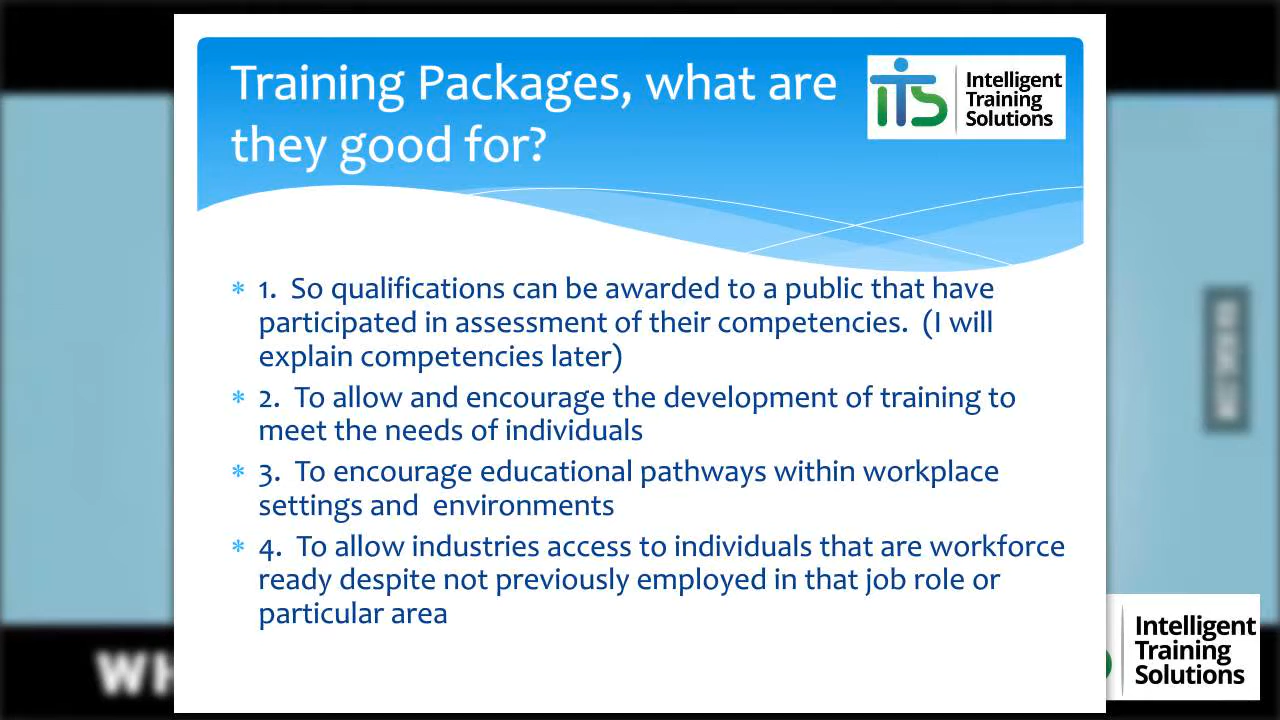 Training Packages, what are
they good for?
iTS
Intelligent
Training
Solutions
* 1. So qualifications can be awarded to a public that have
participated in assessment of their competencies. (I will
explain competencies later)
* 2. To allow and encourage the development of training to
meet the needs of individuals
* 3. To encourage educational pathways within workplace
settings and environments
* 4. To allow industries access to individuals that are workforce
ready despite not previously employed in that job role or
particular area
Intelligent
Training
Solutions
WH